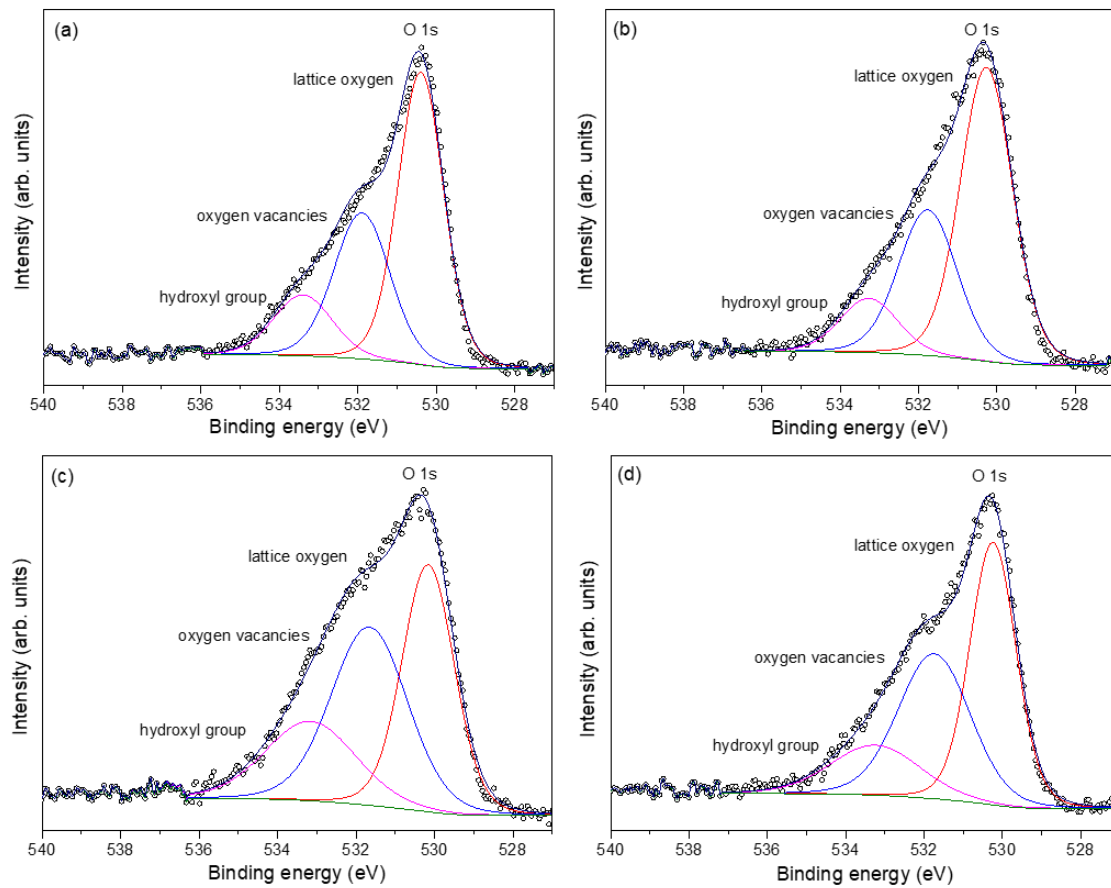 (a)
O 1s
lattice oxygen
oxygen vacancies
hydroxyl group
Intensity (arb. units)
540 538 536 534 532 530 528
Binding energy (eV)
(b)
O 1s
lattice oxygen
oxygen vacancies
hydroxyl group
Intensity (arb. units)
540 538 536 534 532 530 528
Binding energy (eV)
(c)
O 1s
lattice oxygen
oxygen vacancies
hydroxyl group
Intensity (arb. units)
540 538 536 534 532 530 528
Binding energy (eV)
(d)
O 1s
lattice oxygen
oxygen vacancies
hydroxyl group
Intensity (arb. units)
540 538 536 534 532 530 528
Binding energy (eV)